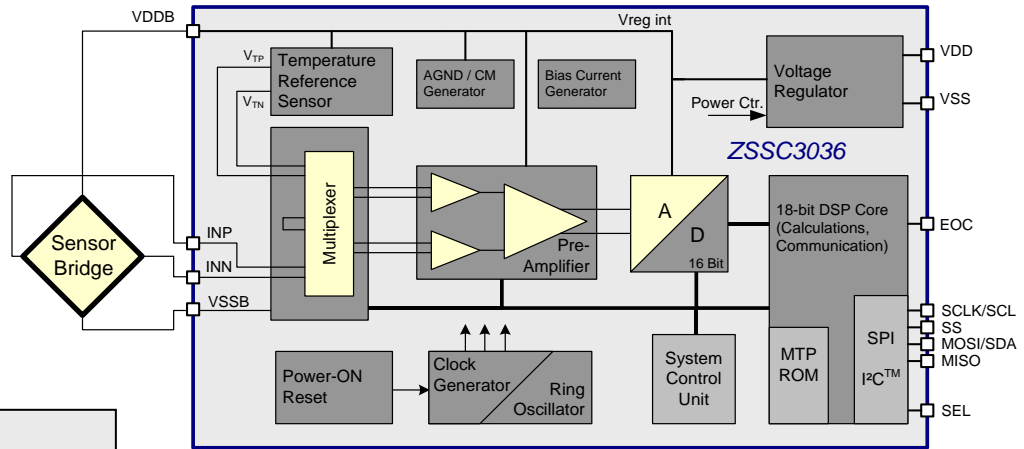 VDDB
Vreg int
VTP
VTN
Temperature
Reference
Sensor
AGND / CM
Generator
Bias Current
Generator
Voltage
Regulator
VDD
VSS
Power Ctr.
ZSSC3036
Multiplexer
Pre-
Amplifier
A
D
16 Bit
18-bit DSP Core
(Calculations,
Communication)
EOC
Sensor
Bridge
INP
INN
VSSB
SCLK/SCL
SS
MOSI/SDA
MISO
SEL
Power-ON
Reset
Clock
Generator
Ring
Oscillator
System
Control
Unit
MTP
ROM
SPI
I²C™